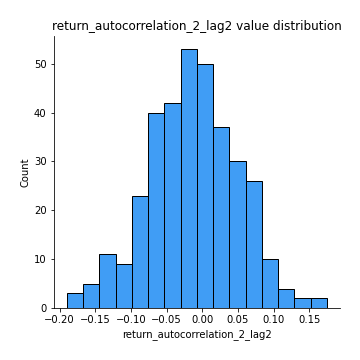 return_autocorrelation_2_lag2 value distribution
Count
50
40
30
20
10
0
−0.20 −0.15 −0.10 −0.05 0.00 0.05 0.10 0.15
return_autocorrelation_2_lag2